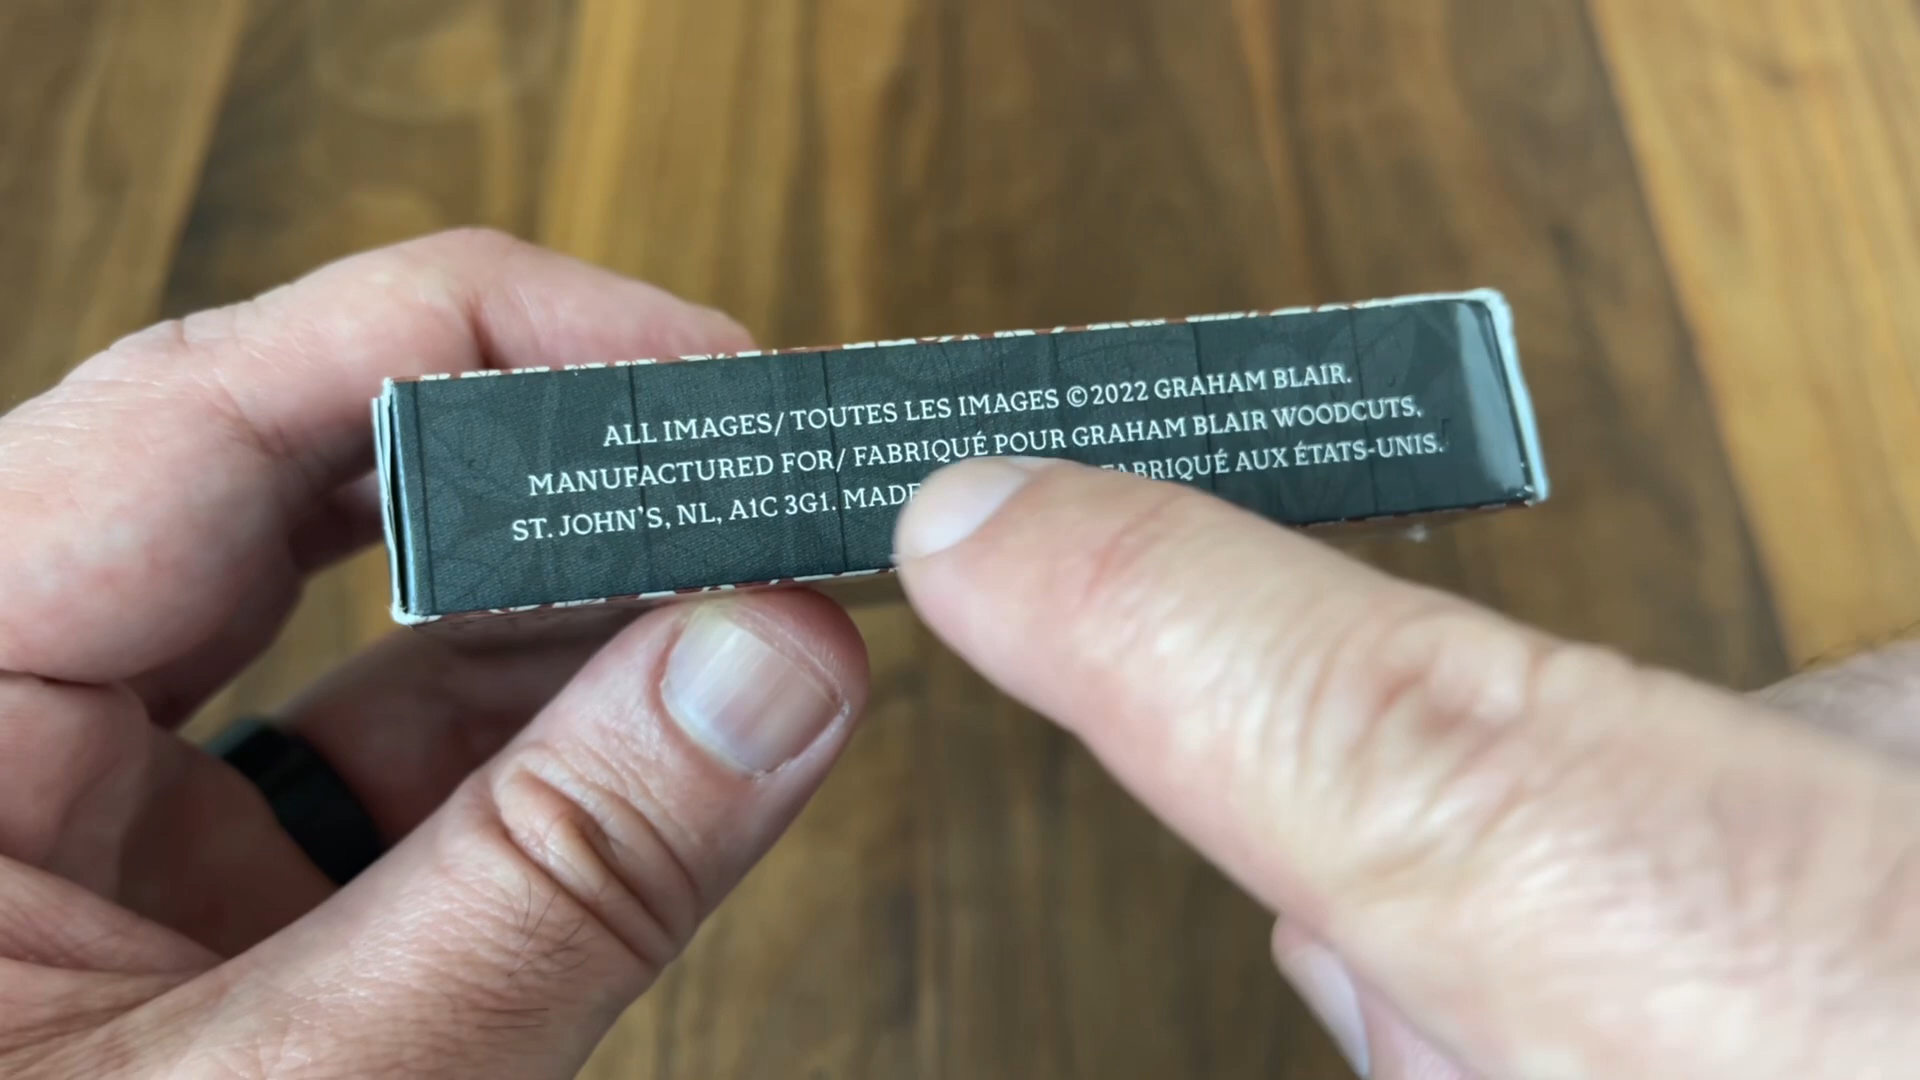 ALL IMAGES/ TOUTES LES IMAGES ©2022 GRAHAM BLAIR.
MANUFACTURED FOR/ FABRIQUÉ POUR GRAHAM BLAIR WOODCUTS,
ST. JOHN'S, NL, A1C 3G1. MADE FABRIQUÉ AUX ÉTATS-UNIS.